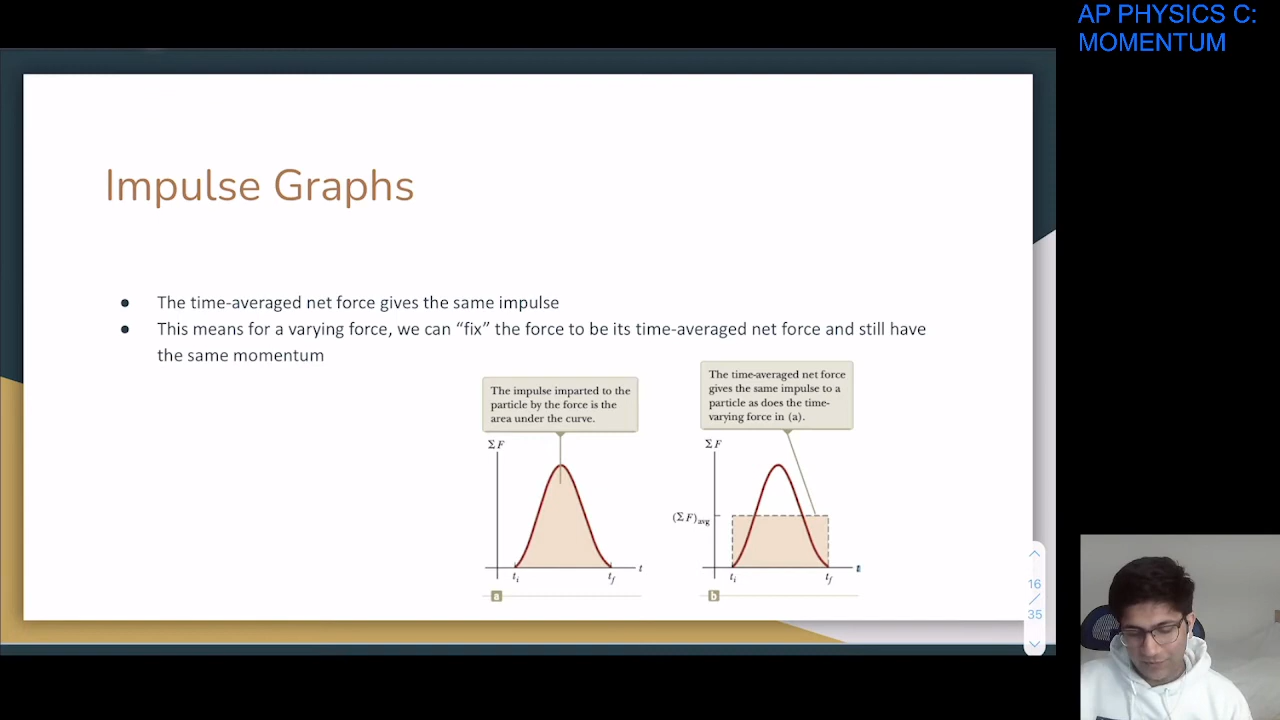 AP PHYSICS C:
MOMENTUM
Impulse Graphs
● The time-averaged net force gives the same impulse
● This means for a varying force, we can “fix” the force to be its time-averaged net force and still have
the same momentum
The impulse imparted to the
particle by the force is the
area under the curve.
ΣF
t
t_i
t_f
a
The time-averaged net force
gives the same impulse to a
particle as does the time-
varying force in (a).
ΣF
(ΣF)avg
t_i
t_f
t
b
16
/
35